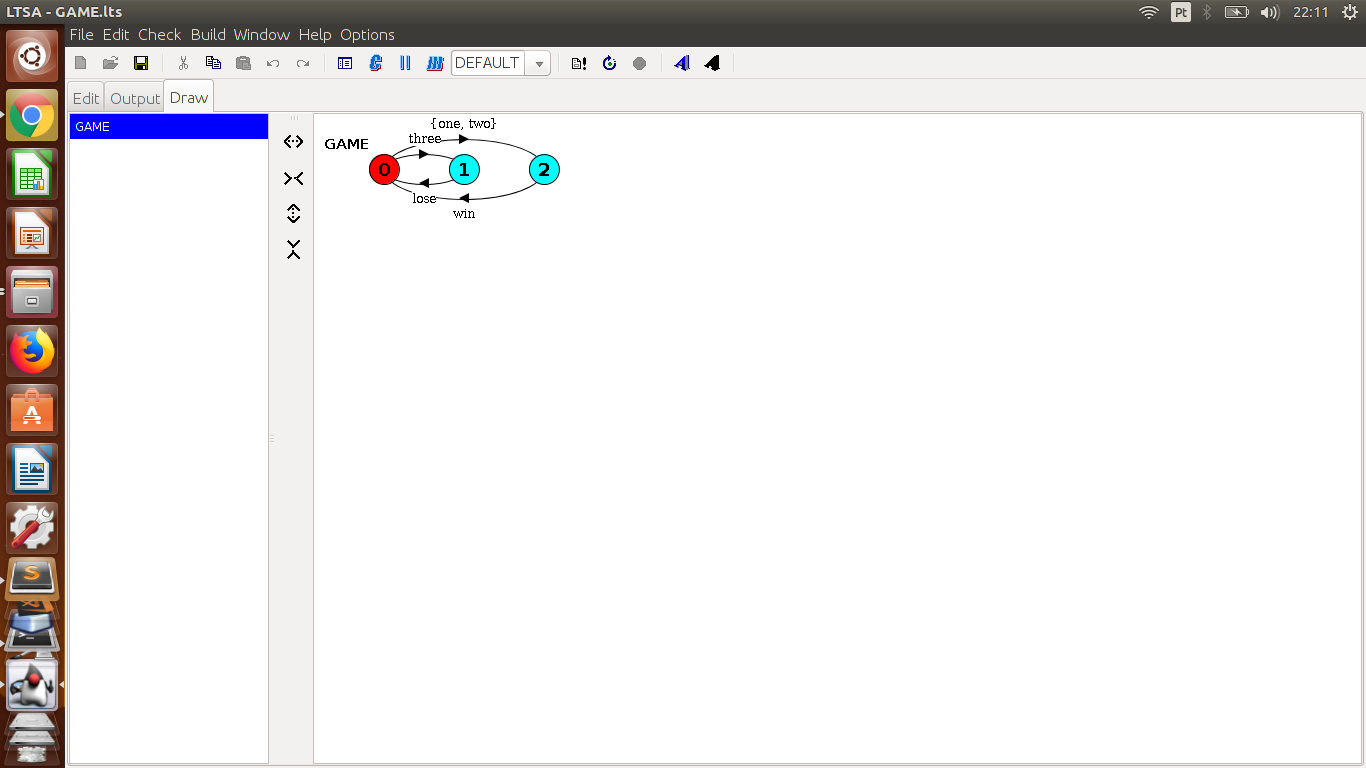 LTSA - GAME.lts
Pt
22:11
File Edit Check Build Window Help Options
DEFAULT
Edit Output Draw
GAME
{one, two}
three
GAME
0 1 2
lose
win